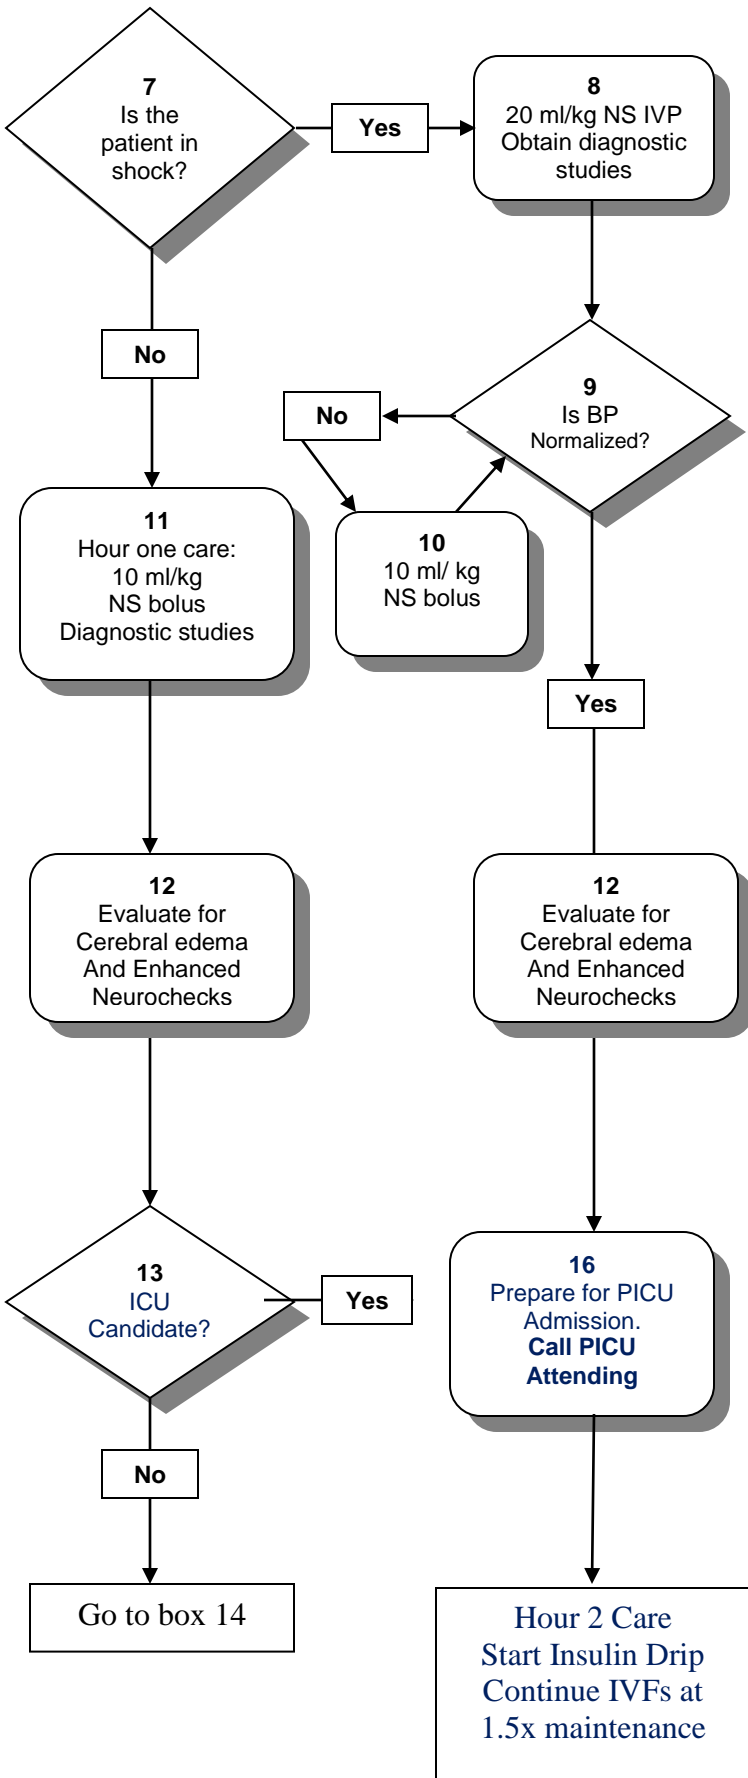 7
Is the
patient in
shock?
Yes
8
20 ml/kg NS IVP
Obtain diagnostic
studies
No
9
Is BP
Normalized?
No
10
10 ml/ kg
NS bolus
11
Hour one care:
10 ml/kg
NS bolus
Diagnostic studies
Yes
12
Evaluate for
Cerebral edema
And Enhanced
Neurochecks
12
Evaluate for
Cerebral edema
And Enhanced
Neurochecks
13
ICU
Candidate?
Yes
16
Prepare for PICU
Admission.
Call PICU
Attending
No
Go to box 14
Hour 2 Care
Start Insulin Drip
Continue IVFs at
1.5x maintenance